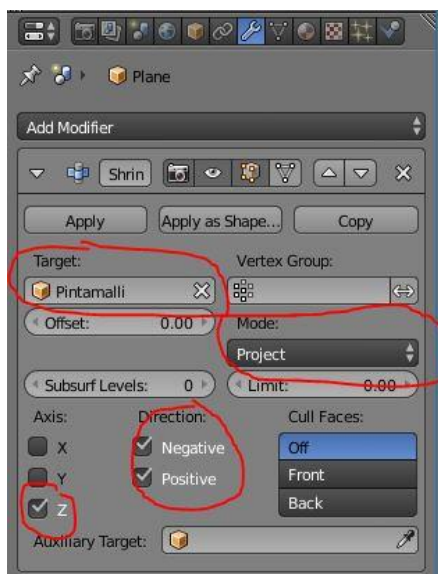 Plane
Add Modifier
Shrin
Apply Apply as Shape... Copy
Target: Vertex Group:
Pintamalli
Offset: 0.00 Mode:
Project
Subsurf Levels: 0 Limit: 0.00
Axis: Direction: Cull Faces:
X Negative Off
Y Positive Front
Z Back
Auxiliary Target: